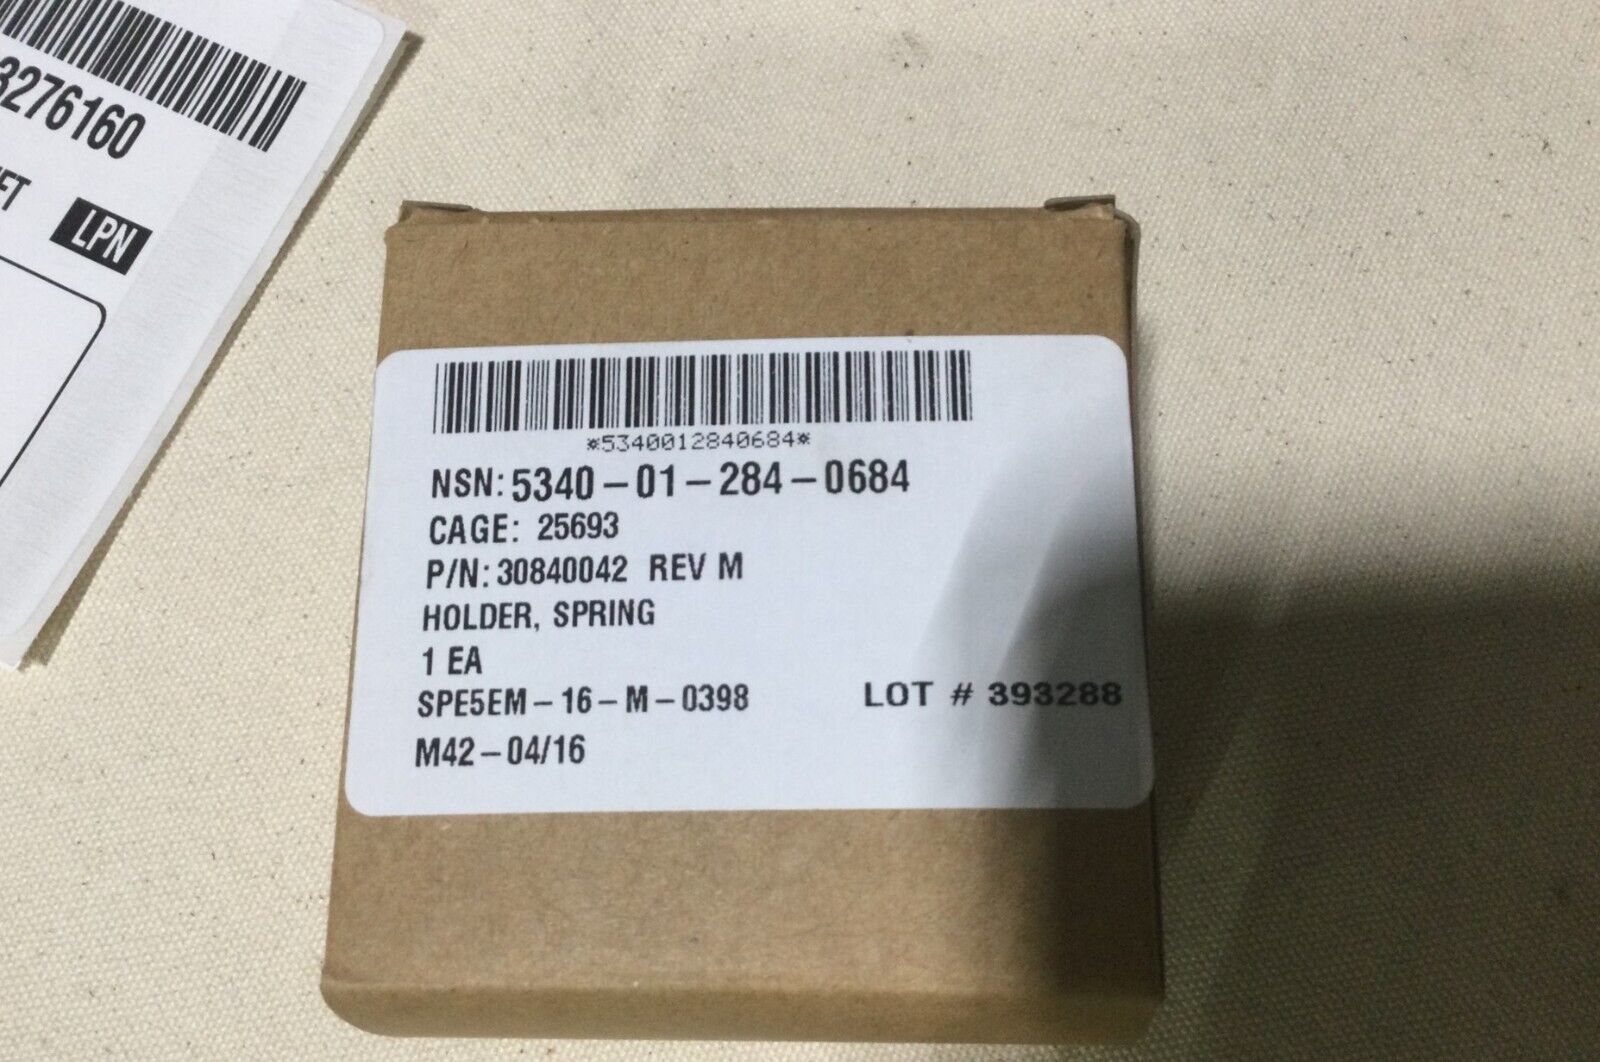 3276160
LPN
*5340012840684*
NSN: 5340-01-284-0684
CAGE: 25693
P/N: 30840042 REV M
HOLDER, SPRING
1 EA
SPE5EM-16-M-0398 LOT # 393288
M42-04/16